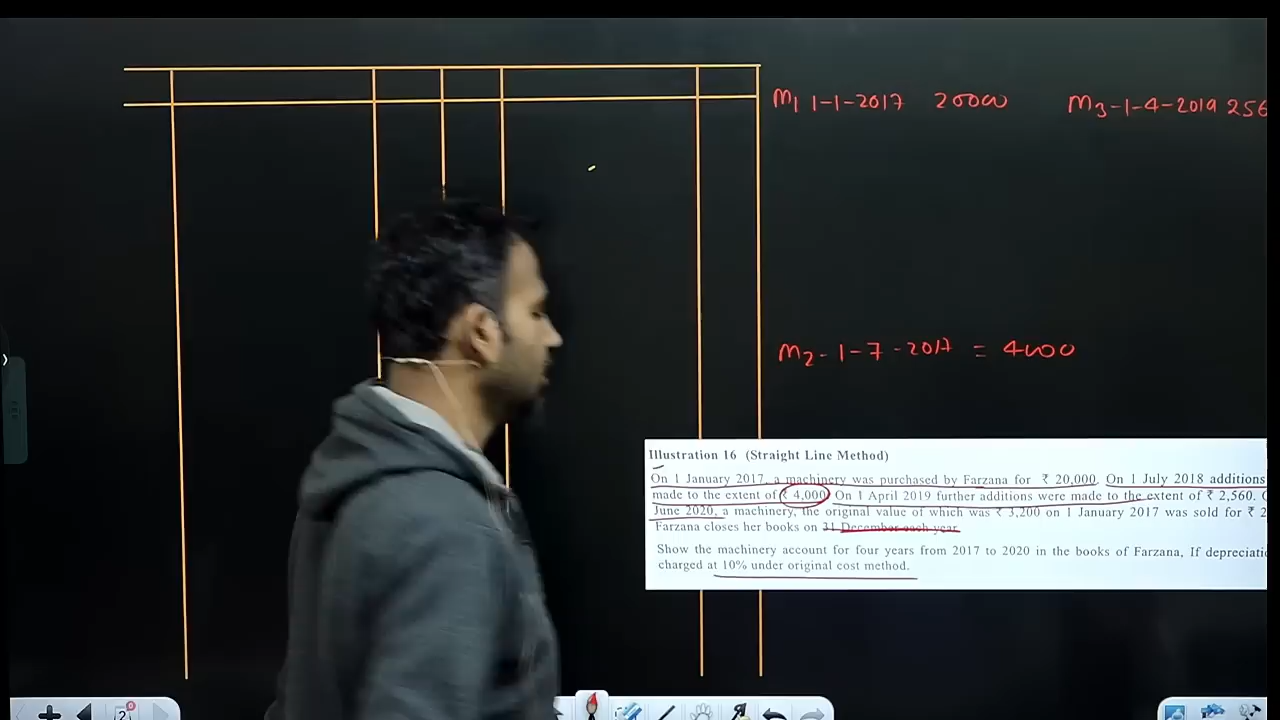 M1 1-1-2017 20000 M3-1-4-2019 256
M2-1-7-2017 = 4000
Illustration 16 (Straight Line Method)
On 1 January 2017, a machinery was purchased by Farzana for ₹ 20,000. On 1 July 2018 additions
made to the extent of ₹ 4,000. On 1 April 2019 further additions were made to the extent of ₹ 2,560.
June 2020, a machinery, the original value of which was ₹ 3,200 on 1 January 2017 was sold for ₹ 2
Farzana closes her books on 31 December each year.
Show the machinery account for four years from 2017 to 2020 in the books of Farzana, If depreciatio
charged at 10% under original cost method.
2